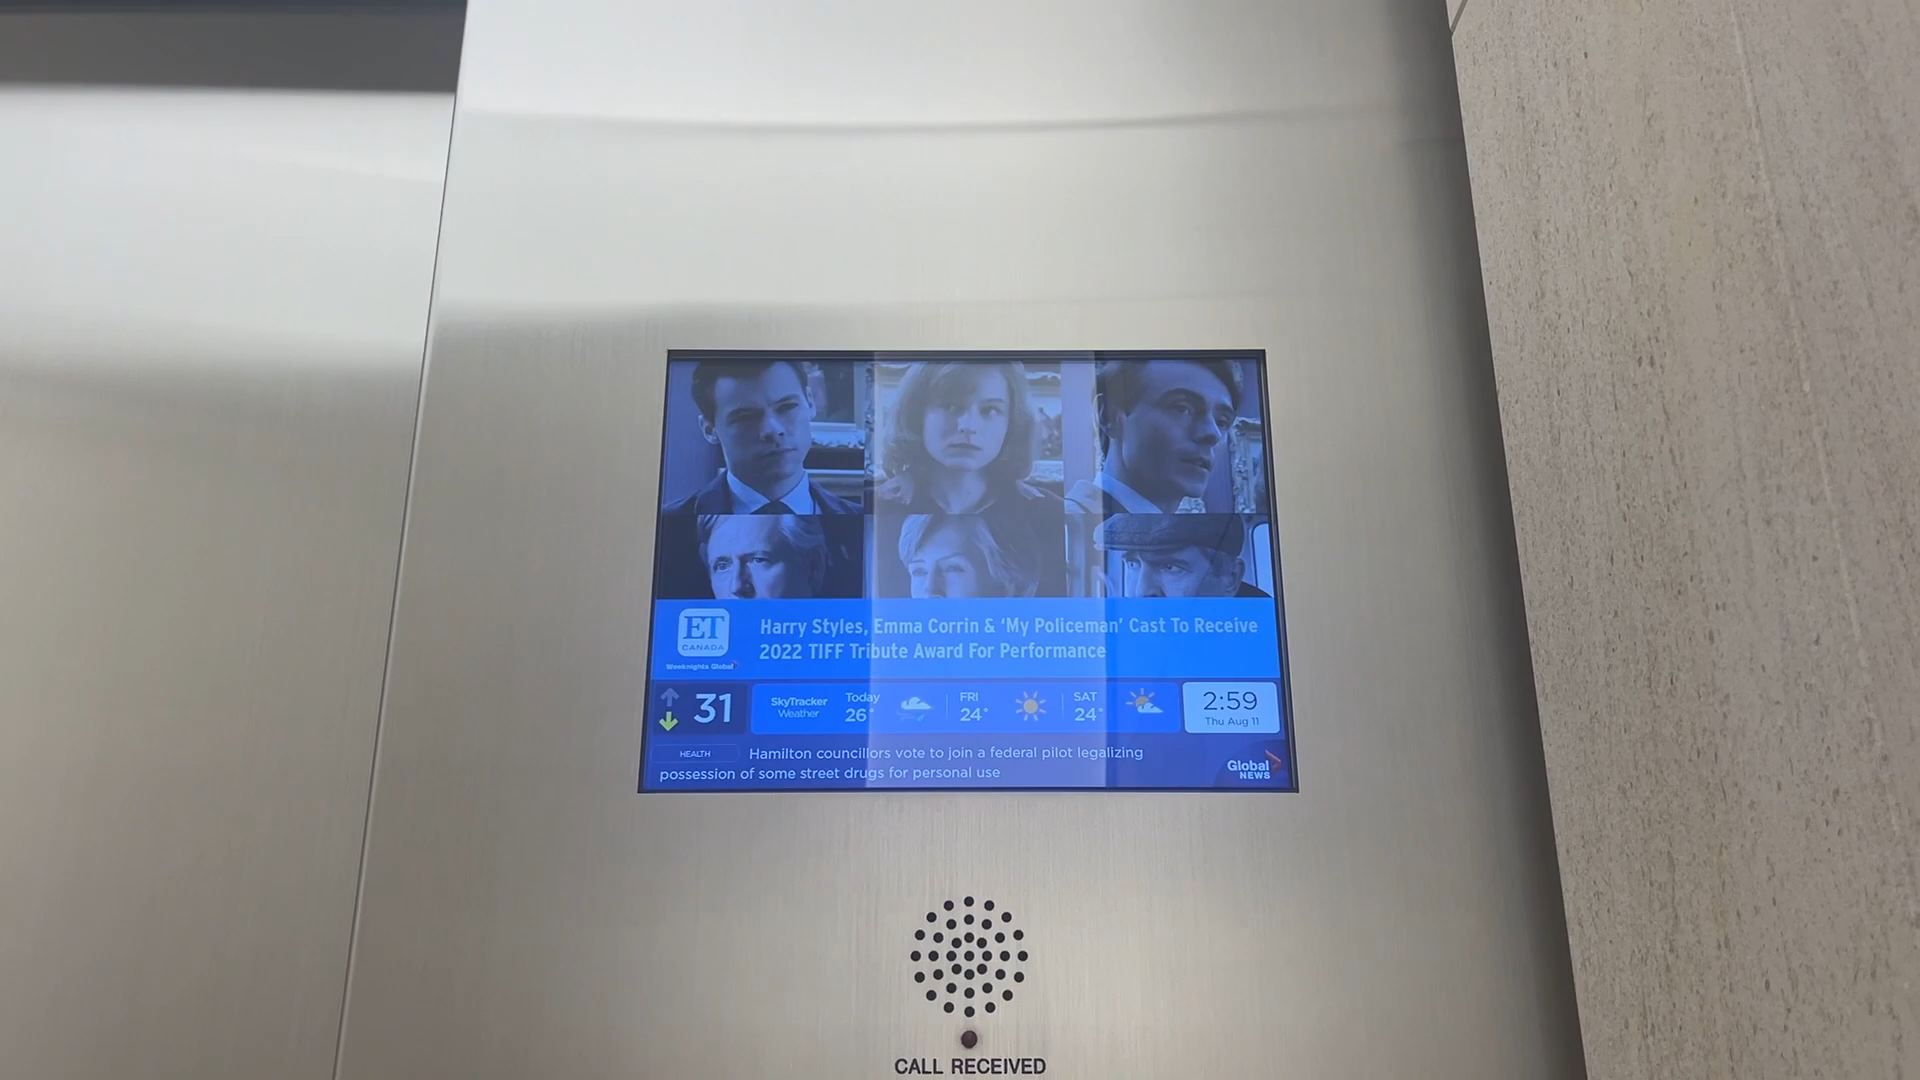 ET
CANADA
Weeknights Global
Harry Styles, Emma Corrin & ‘My Policeman’ Cast To Receive
2022 TIFF Tribute Award For Performance
31
SkyTracker
Weather
Today
26°
FRI
24°
SAT
24°
2:59
Thu Aug 11
HEALTH Hamilton councillors vote to join a federal pilot legalizing
possession of some street drugs for personal use
Global
NEWS
CALL RECEIVED